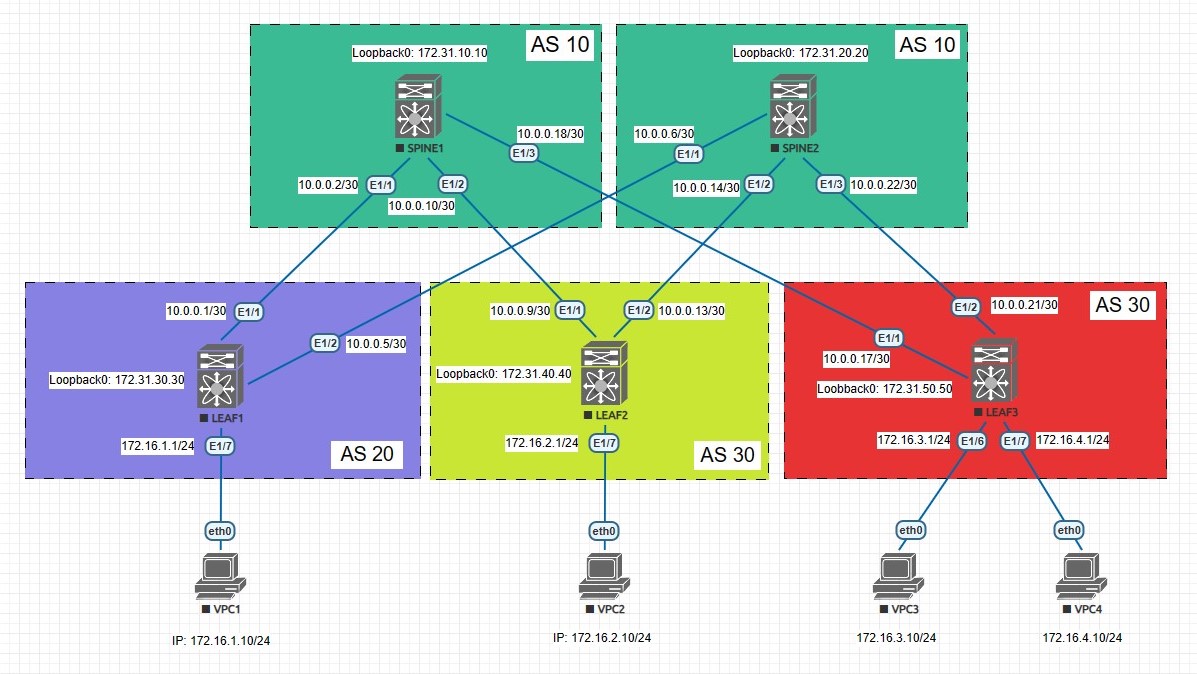 AS 10
Loopback0: 172.31.10.10
SPINE1
10.0.0.18/30
E1/3
10.0.0.2/30
E1/1
E1/2
10.0.0.10/30
AS 10
Loopback0: 172.31.20.20
SPINE2
10.0.0.6/30
E1/1
10.0.0.14/30
E1/2
E1/3
10.0.0.22/30
10.0.0.1/30
E1/1
E1/2
10.0.0.5/30
Loopback0: 172.31.30.30
LEAF1
172.16.1.1/24
E1/7
AS 20
10.0.0.9/30
E1/1
E1/2
10.0.0.13/30
Loopback0: 172.31.40.40
LEAF2
172.16.2.1/24
E1/7
AS 30
E1/2
10.0.0.21/30
AS 30
E1/1
10.0.0.17/30
Loobback0: 172.31.50.50
LEAF3
172.16.3.1/24
E1/6
E1/7
172.16.4.1/24
eth0
VPC1
IP: 172.16.1.10/24
eth0
VPC2
IP: 172.16.2.10/24
eth0
VPC3
172.16.3.10/24
eth0
VPC4
172.16.4.10/24